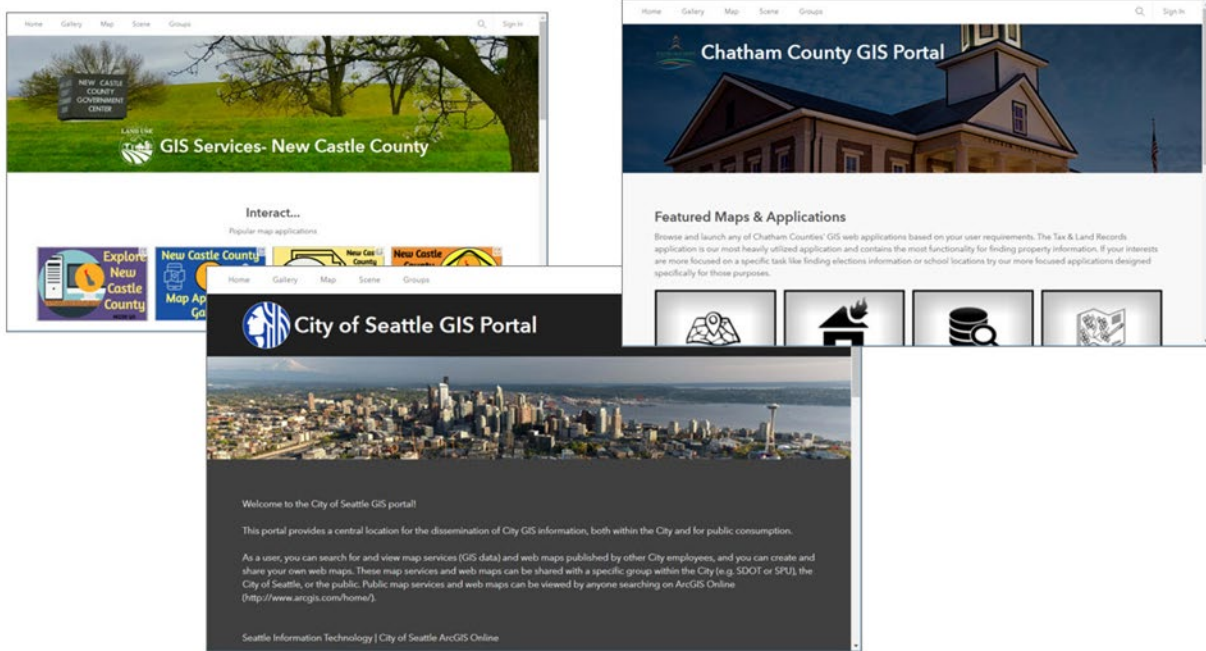 Home Gallery Map Scene Groups Sign In
NEW CASTLE
COUNTY
GOVERNMENT
CENTER
LAND USE
GIS Services- New Castle County
Interact...
Popular map applications
Explore
New
Castle
County
New Castle County
Map Ap
Ga
New Cas
County
New Castle
County
Home Gallery Map Scene Groups Sign In
Chatham County GIS Portal
Featured Maps & Applications
Browse and launch any of Chatham Counties' GIS web applications based on your user requirements. The Tax & Land Records
application is our most heavily utilized application and contains the most functionality for finding property information. If your interests
are more focused on a specific task like finding elections information or school locations try our more focused applications designed
specifically for those purposes.
Home Gallery Map Scene Groups
City of Seattle GIS Portal
Welcome to the City of Seattle GIS portal!
This portal provides a central location for the dissemination of City GIS information, both within the City and for public consumption.
As a user, you can search for and view map services (GIS data) and web maps published by other City employees, and you can create and
share your own web maps. These map services and web maps can be shared with a specific group within the City (e.g. SDOT or SPU), the
City of Seattle, or the public. Public map services and web maps can be viewed by anyone searching on ArcGIS Online
(http://www.arcgis.com/home/).
Seattle Information Technology | City of Seattle ArcGIS Online